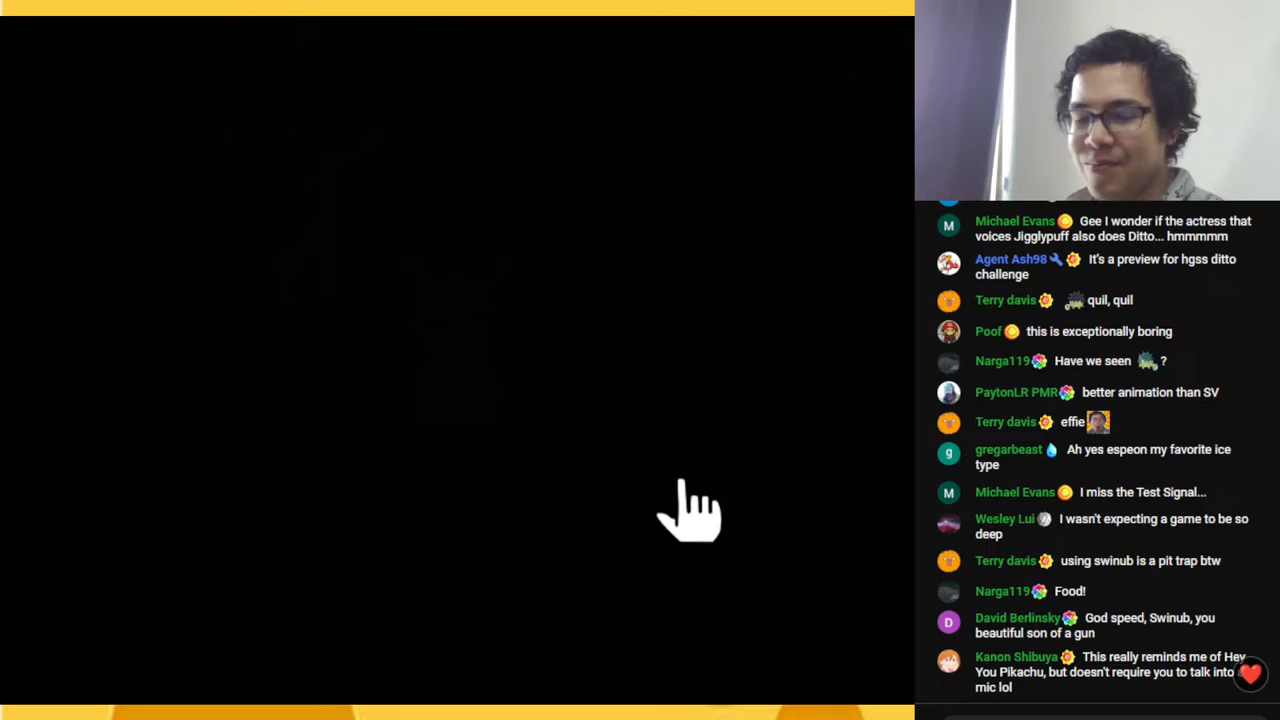 Michael Evans Gee I wonder if the actress that
voices Jigglypuff also does Ditto... hmmmmm
Agent Ash98 It's a preview for hgss ditto
challenge
Terry davis quil, quil
Poof this is exceptionally boring
Narga119 Have we seen ?
PaytonLR PMR better animation than SV
Terry davis effie
gregarbeast Ah yes espeon my favorite ice
type
Michael Evans I miss the Test Signal...
Wesley Lui I wasn't expecting a game to be so
deep
Terry davis using swinub is a pit trap btw
Narga119 Food!
David Berlinsky God speed, Swinub, you
beautiful son of a gun
Kanon Shibuya This really reminds me of Hey
You Pikachu, but doesn't require you to talk into
mic lol
M
g
M
D